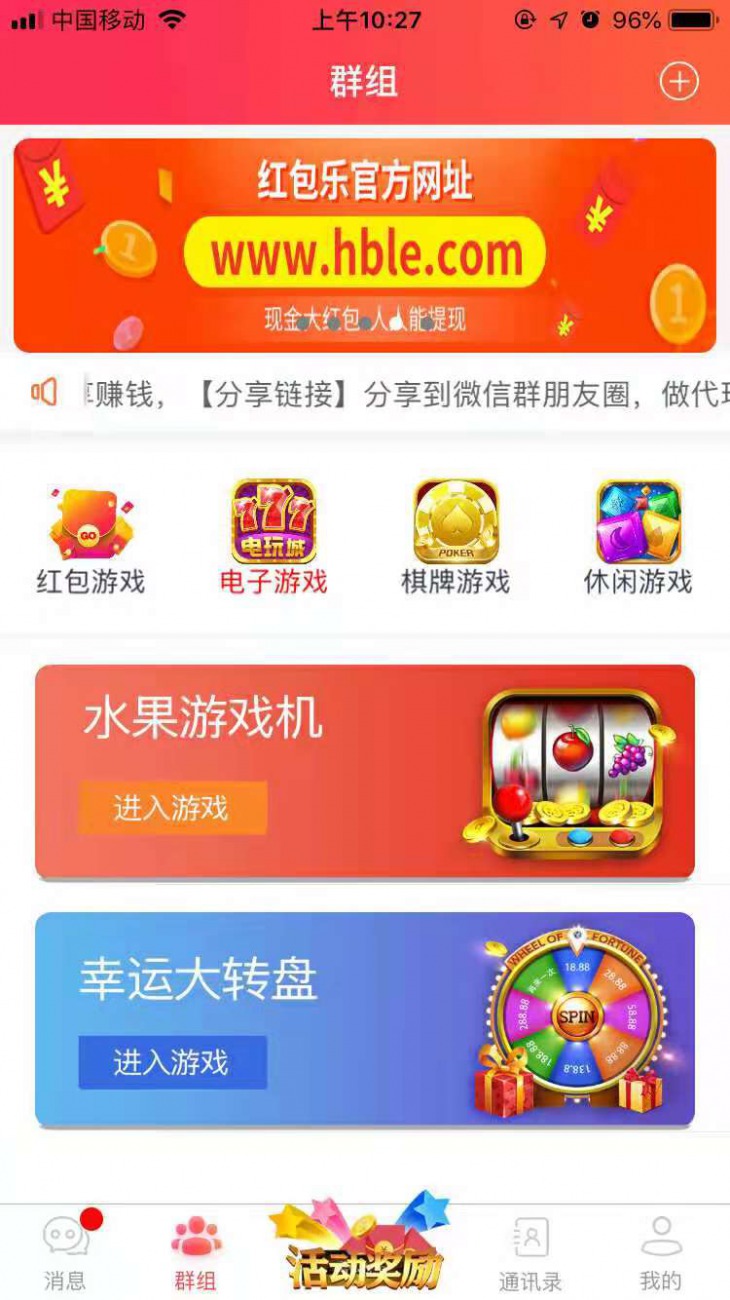 中国移动 上午10:27 96%
群组
红包乐官方网址
www.hble.com
现金大红包 人人能提现
赚钱，【分享链接】分享到微信群朋友圈，做代
777
电玩城
GO
POKER
红包游戏 电子游戏 棋牌游戏 休闲游戏
水果游戏机
进入游戏
幸运大转盘
进入游戏
WHEEL OF FORTUNE
再来一次 18.88 28.88 58.88 88.88 138.8 188.88 288.88
SPIN
活动奖励
消息 群组 通讯录 我的